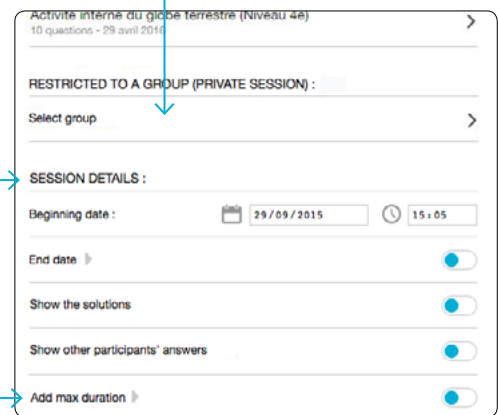 Activité interne du globe terrestre (Niveau 4e)
10 questions - 29 avril 2016
RESTRICTED TO A GROUP (PRIVATE SESSION) :
Select group
SESSION DETAILS :
Beginning date : 29/09/2015 15:05
End date
Show the solutions
Show other participants' answers
Add max duration